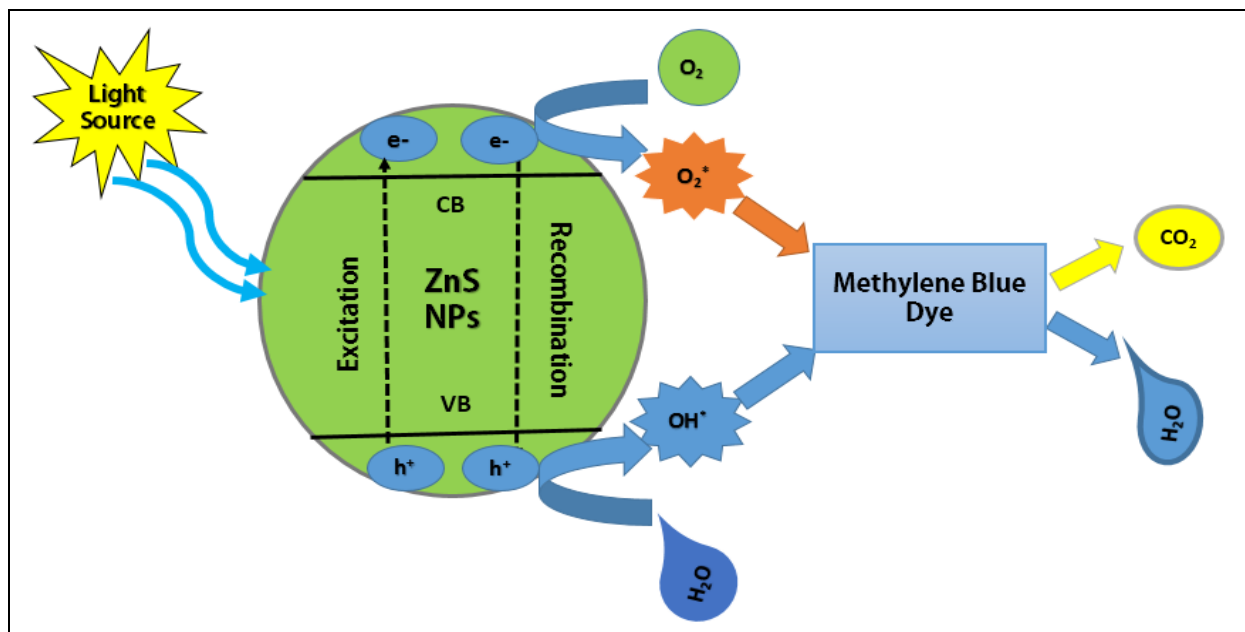 Light
Source
e-
e-
CB
Excitation
ZnS
NPs
Recombination
VB
h⁺
h⁺
O₂
O₂*
OH*
H₂O
Methylene Blue
Dye
CO₂
H₂O